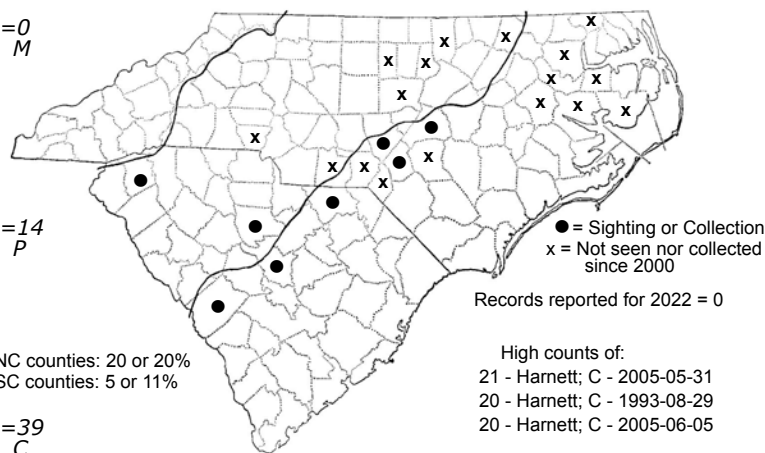 =0
M
=14
P
● = Sighting or Collection
x = Not seen nor collected
since 2000
Records reported for 2022 = 0
NC counties: 20 or 20%
SC counties: 5 or 11%
High counts of:
21 - Harnett; C - 2005-05-31
20 - Harnett; C - 1993-08-29
20 - Harnett; C - 2005-06-05
=39
C